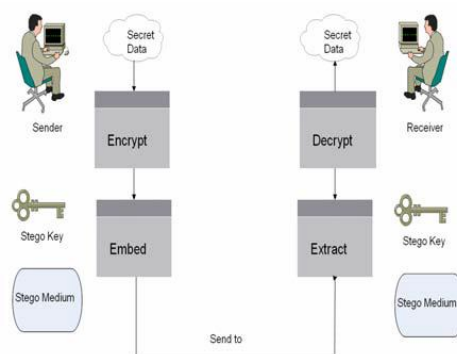 Secret
Data
Secret
Data
Sender
Encrypt
Decrypt
Receiver
Stego Key
Embed
Extract
Stego Key
Stego Medium
Stego Medium
Send to